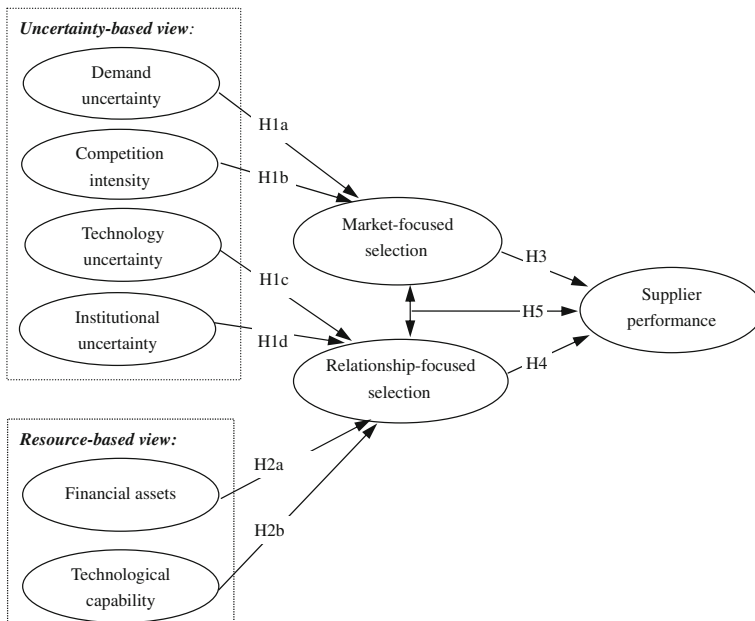 Uncertainty-based view:
Demand
uncertainty
H1a
Competition
intensity
H1b
Market-focused
selection
Technology
uncertainty
H1c
H3
Supplier
performance
Institutional
uncertainty
H1d
H5
Relationship-focused
selection
H4
Resource-based view:
Financial assets
H2a
H2b
Technological
capability